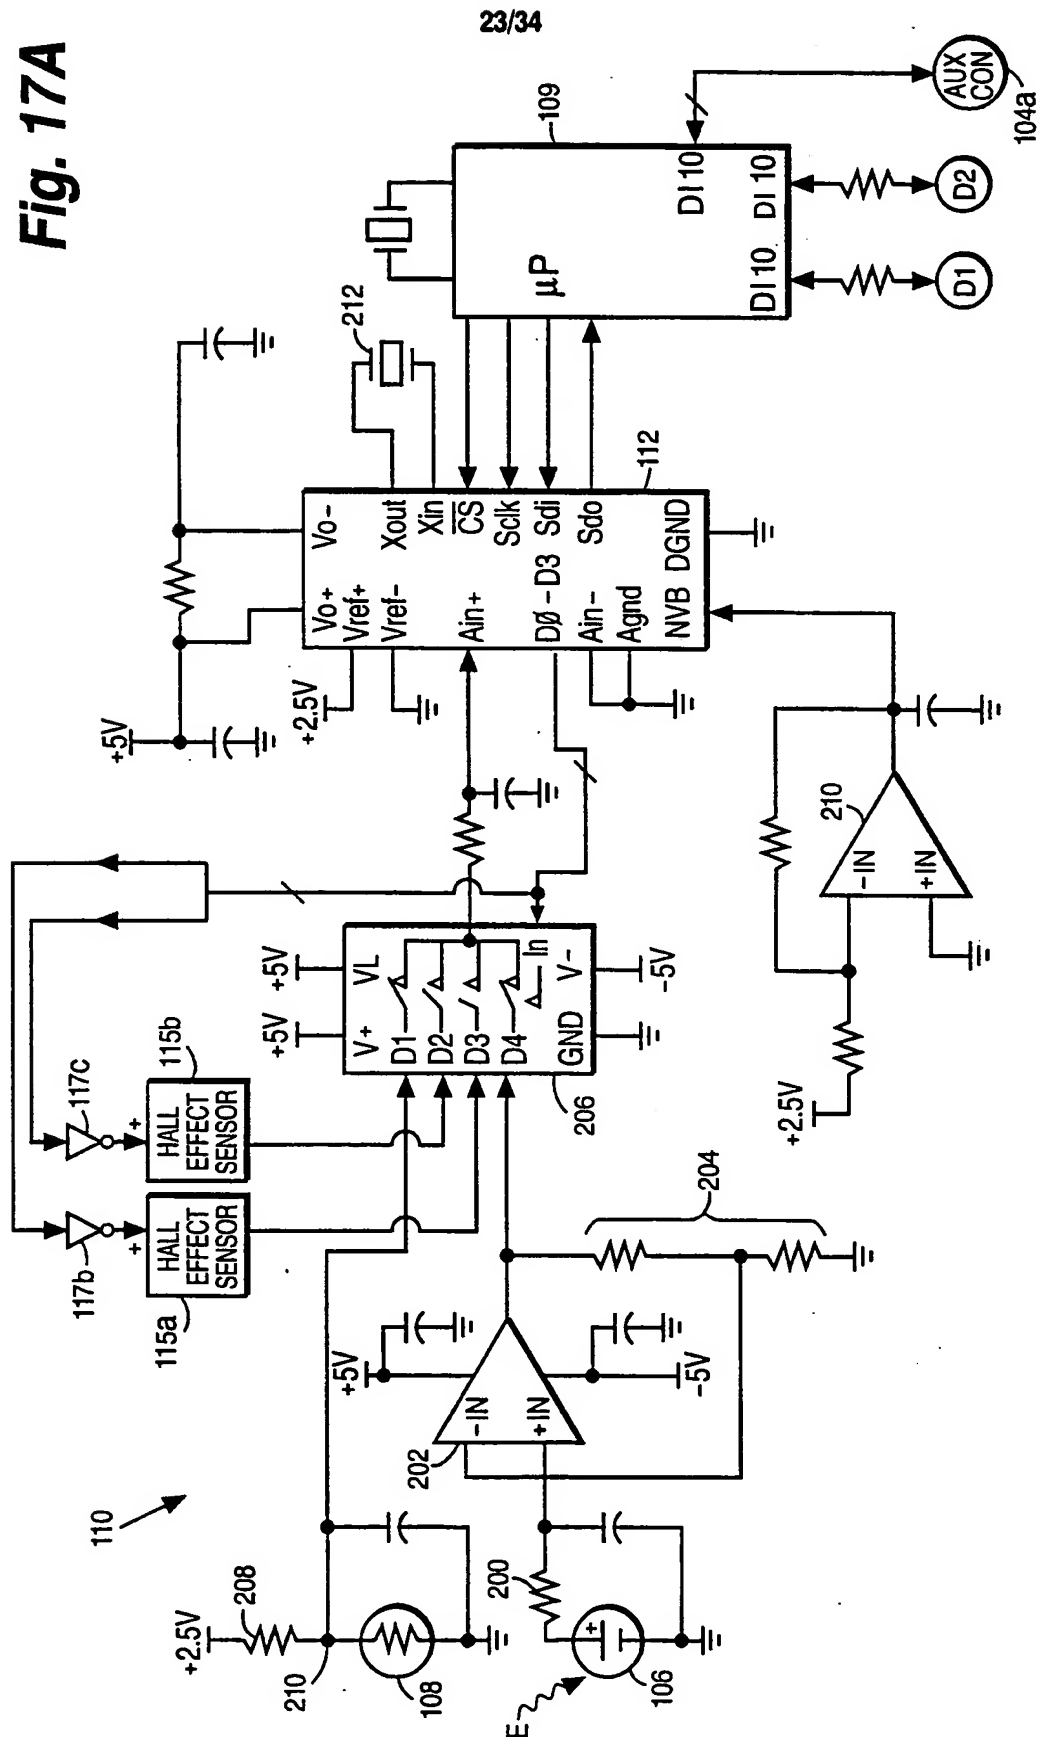 23/34
Fig. 17A
+5V
+2.5V
Vo+
Vo-
Vref+
Vref-
Xout
Xin
Ain+
CS
Sclk
DØ-D3
Sdi
Ain-
Sdo
Agnd
NVB
DGND
112
212
109
µP
DI 10
DI 10
DI 10
AUX
CON
104a
D1
D2
117c
+
115b
HALL
EFFECT
SENSOR
117b
+
115a
HALL
EFFECT
SENSOR
+5V
+5V
V+
VL
D1
D2
D3
D4
In
GND
V-
-5V
206
110
+2.5V
208
210
108
E
+
106
200
202
+5V
-IN
+IN
-5V
204
+2.5V
-IN
+IN
210